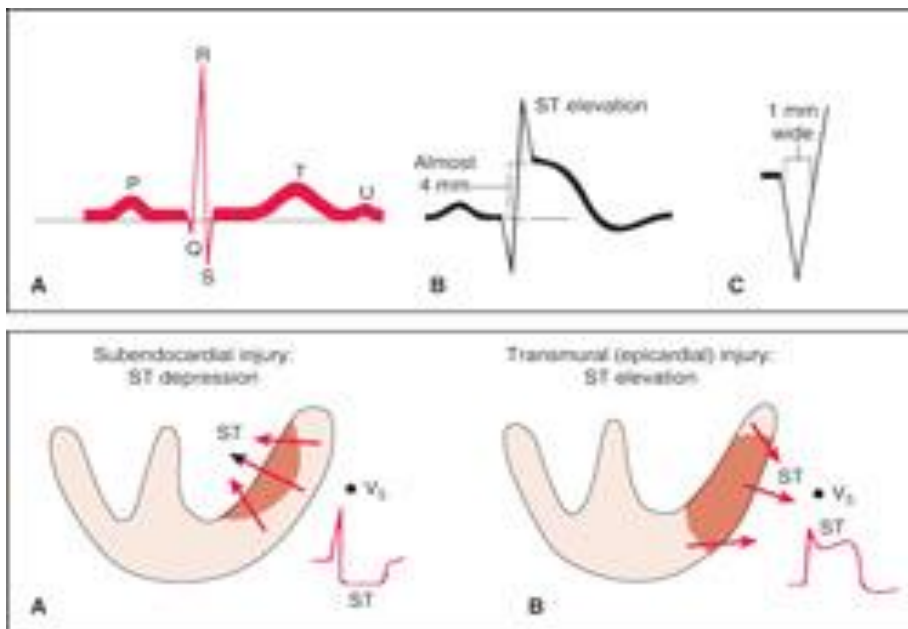 R
P
T
U
Q
S
A
ST elevation
Almost
4 mm
B
1 mm
wide
C
Subendocardial injury:
ST depression
ST
V5
ST
A
Transmural (epicardial) injury:
ST elevation
ST
V5
ST
B